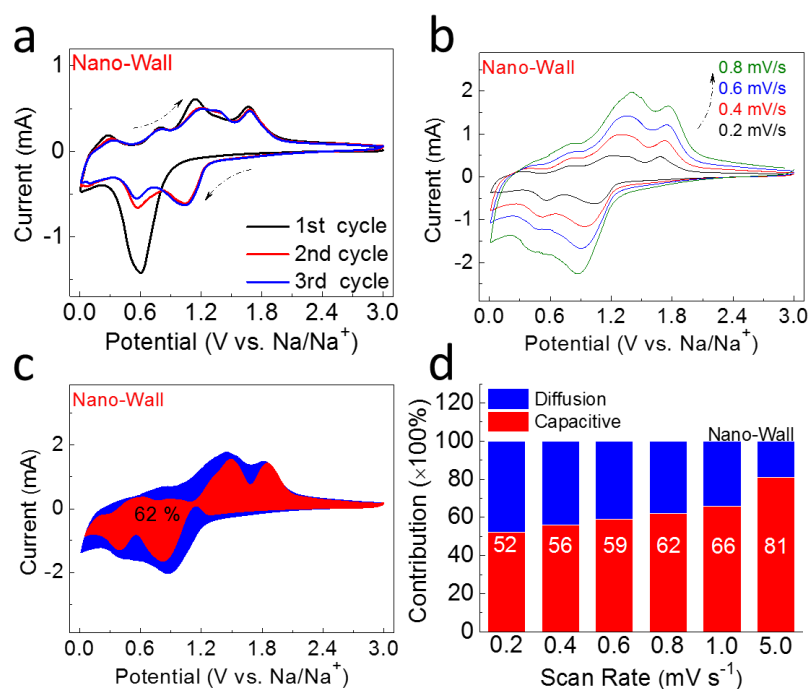 a
Nano-Wall
Current (mA)
1
0
-1
1st cycle
2nd cycle
3rd cycle
0.0 0.6 1.2 1.8 2.4 3.0
Potential (V vs. Na/Na⁺)
b
Nano-Wall
0.8 mV/s
0.6 mV/s
0.4 mV/s
0.2 mV/s
Current (mA)
2
1
0
-1
-2
0.0 0.6 1.2 1.8 2.4 3.0
Potential (V vs. Na/Na⁺)
c
Nano-Wall
Current (mA)
2
0
-2
62 %
0.0 0.6 1.2 1.8 2.4 3.0
Potential (V vs. Na/Na⁺)
d
Diffusion
Capacitive
Nano-Wall
Contribution (×100%)
120
100
80
60
40
20
0
52 56 59 62 66 81
0.2 0.4 0.6 0.8 1.0 5.0
Scan Rate (mV s⁻¹)